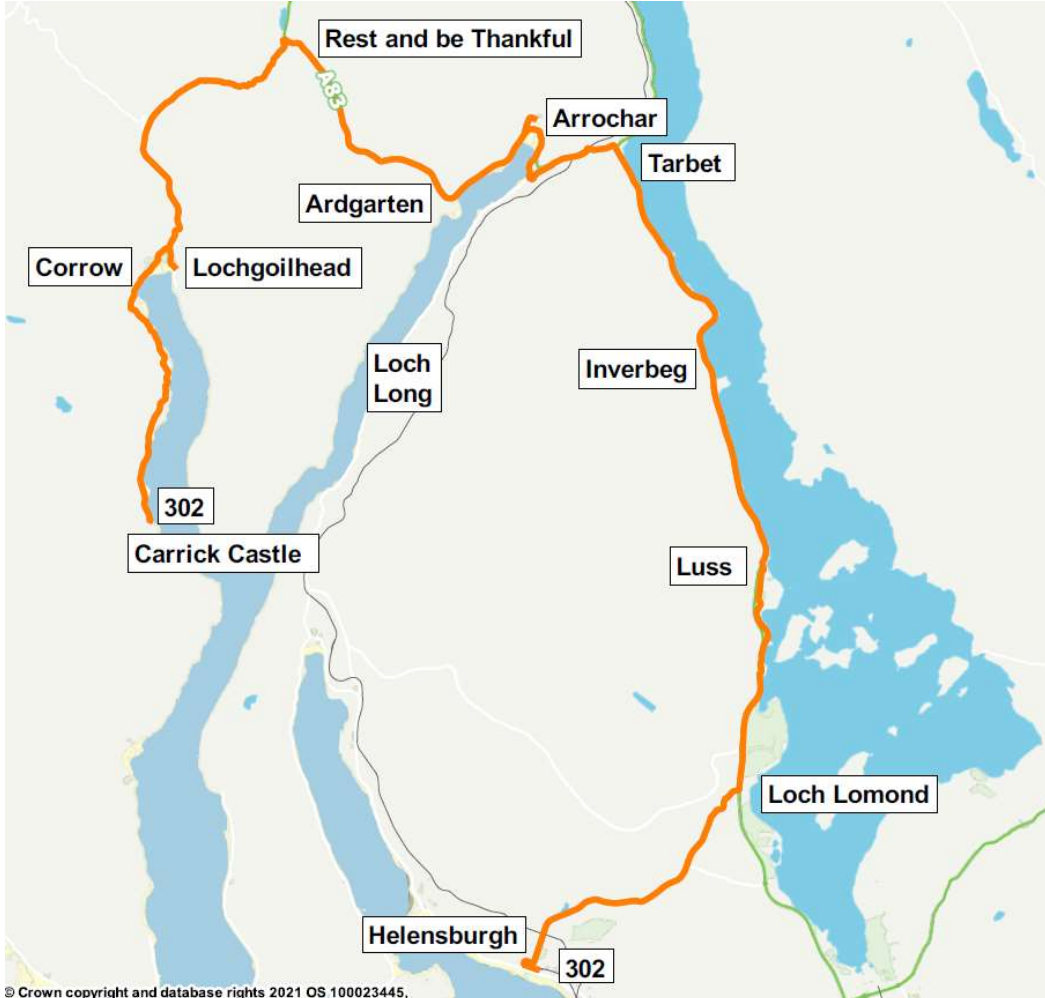 Rest and be Thankful
A83
Arrochar
Tarbet
Ardgarten
Corrow
Lochgoilhead
Loch
Long
Inverbeg
302
Carrick Castle
Luss
Loch Lomond
Helensburgh
302
© Crown copyright and database rights 2021 OS 100023445.